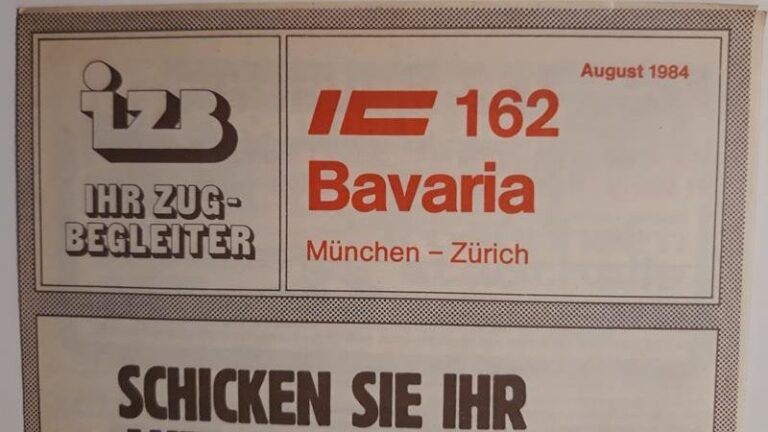 izb
IHR ZUG-
BEGLEITER
August 1984
IC 162
Bavaria
München – Zürich
SCHICKEN SIE IHR